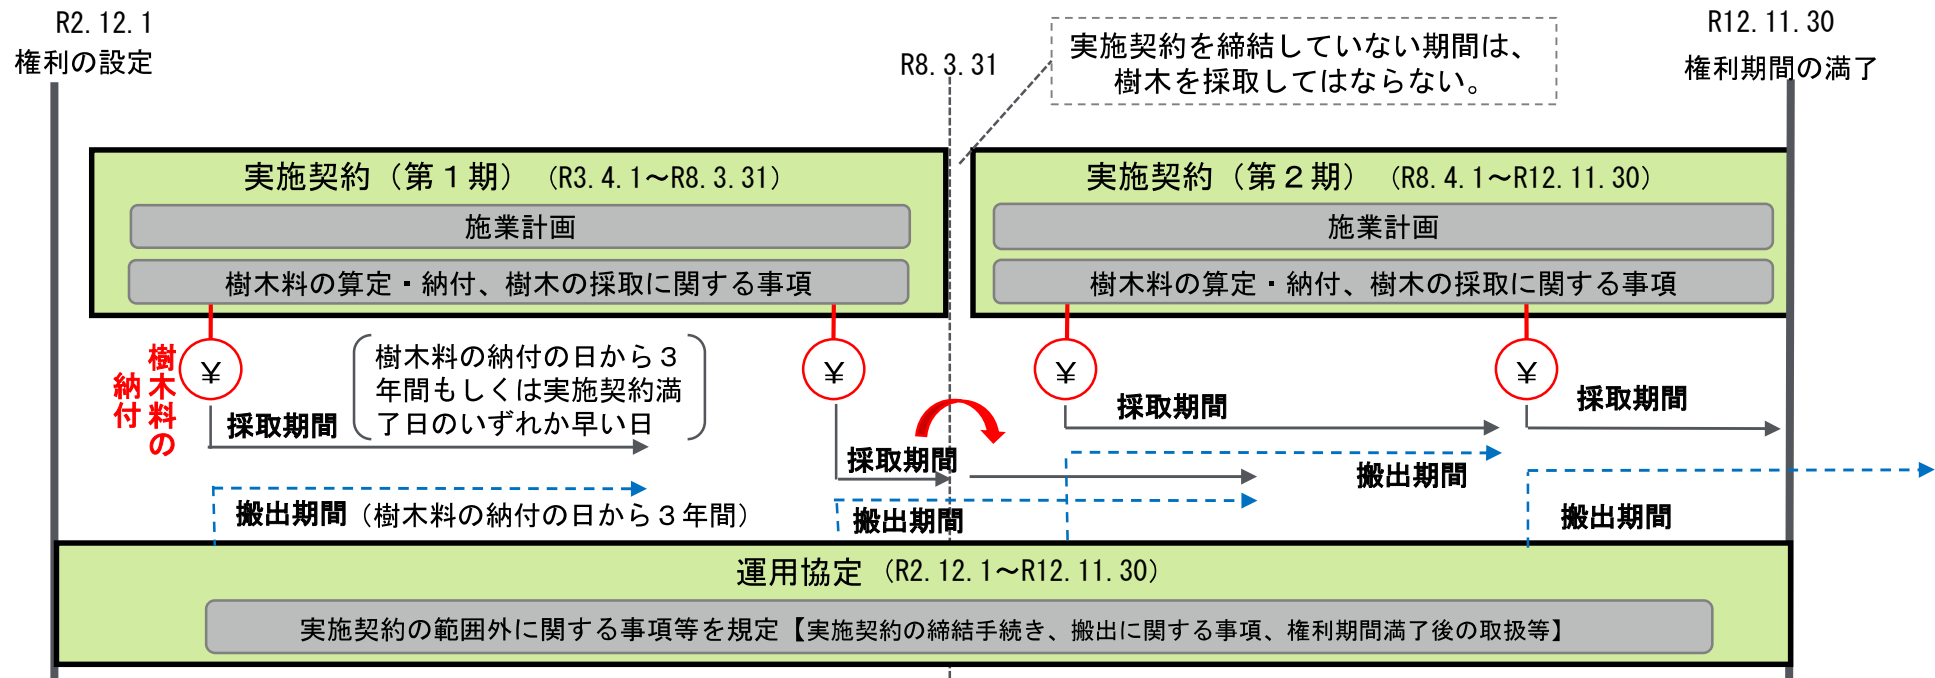 R2.12.1
権利の設定
R8.3.31
実施契約を締結していない期間は、
樹木を採取してはならない。
R12.11.30
権利期間の満了
実施契約（第１期）（R3.4.1～R8.3.31）
施業計画
樹木料の算定・納付、樹木の採取に関する事項
実施契約（第２期）（R8.4.1～R12.11.30）
施業計画
樹木料の算定・納付、樹木の採取に関する事項
樹木料の
納付
￥
￥
￥
￥
採取期間
樹木料の納付の日から３
年間もしくは実施契約満
了日のいずれか早い日
採取期間
採取期間
採取期間
搬出期間（樹木料の納付の日から３年間）
搬出期間
搬出期間
搬出期間
運用協定（R2.12.1～R12.11.30）
実施契約の範囲外に関する事項等を規定【実施契約の締結手続き、搬出に関する事項、権利期間満了後の取扱等】